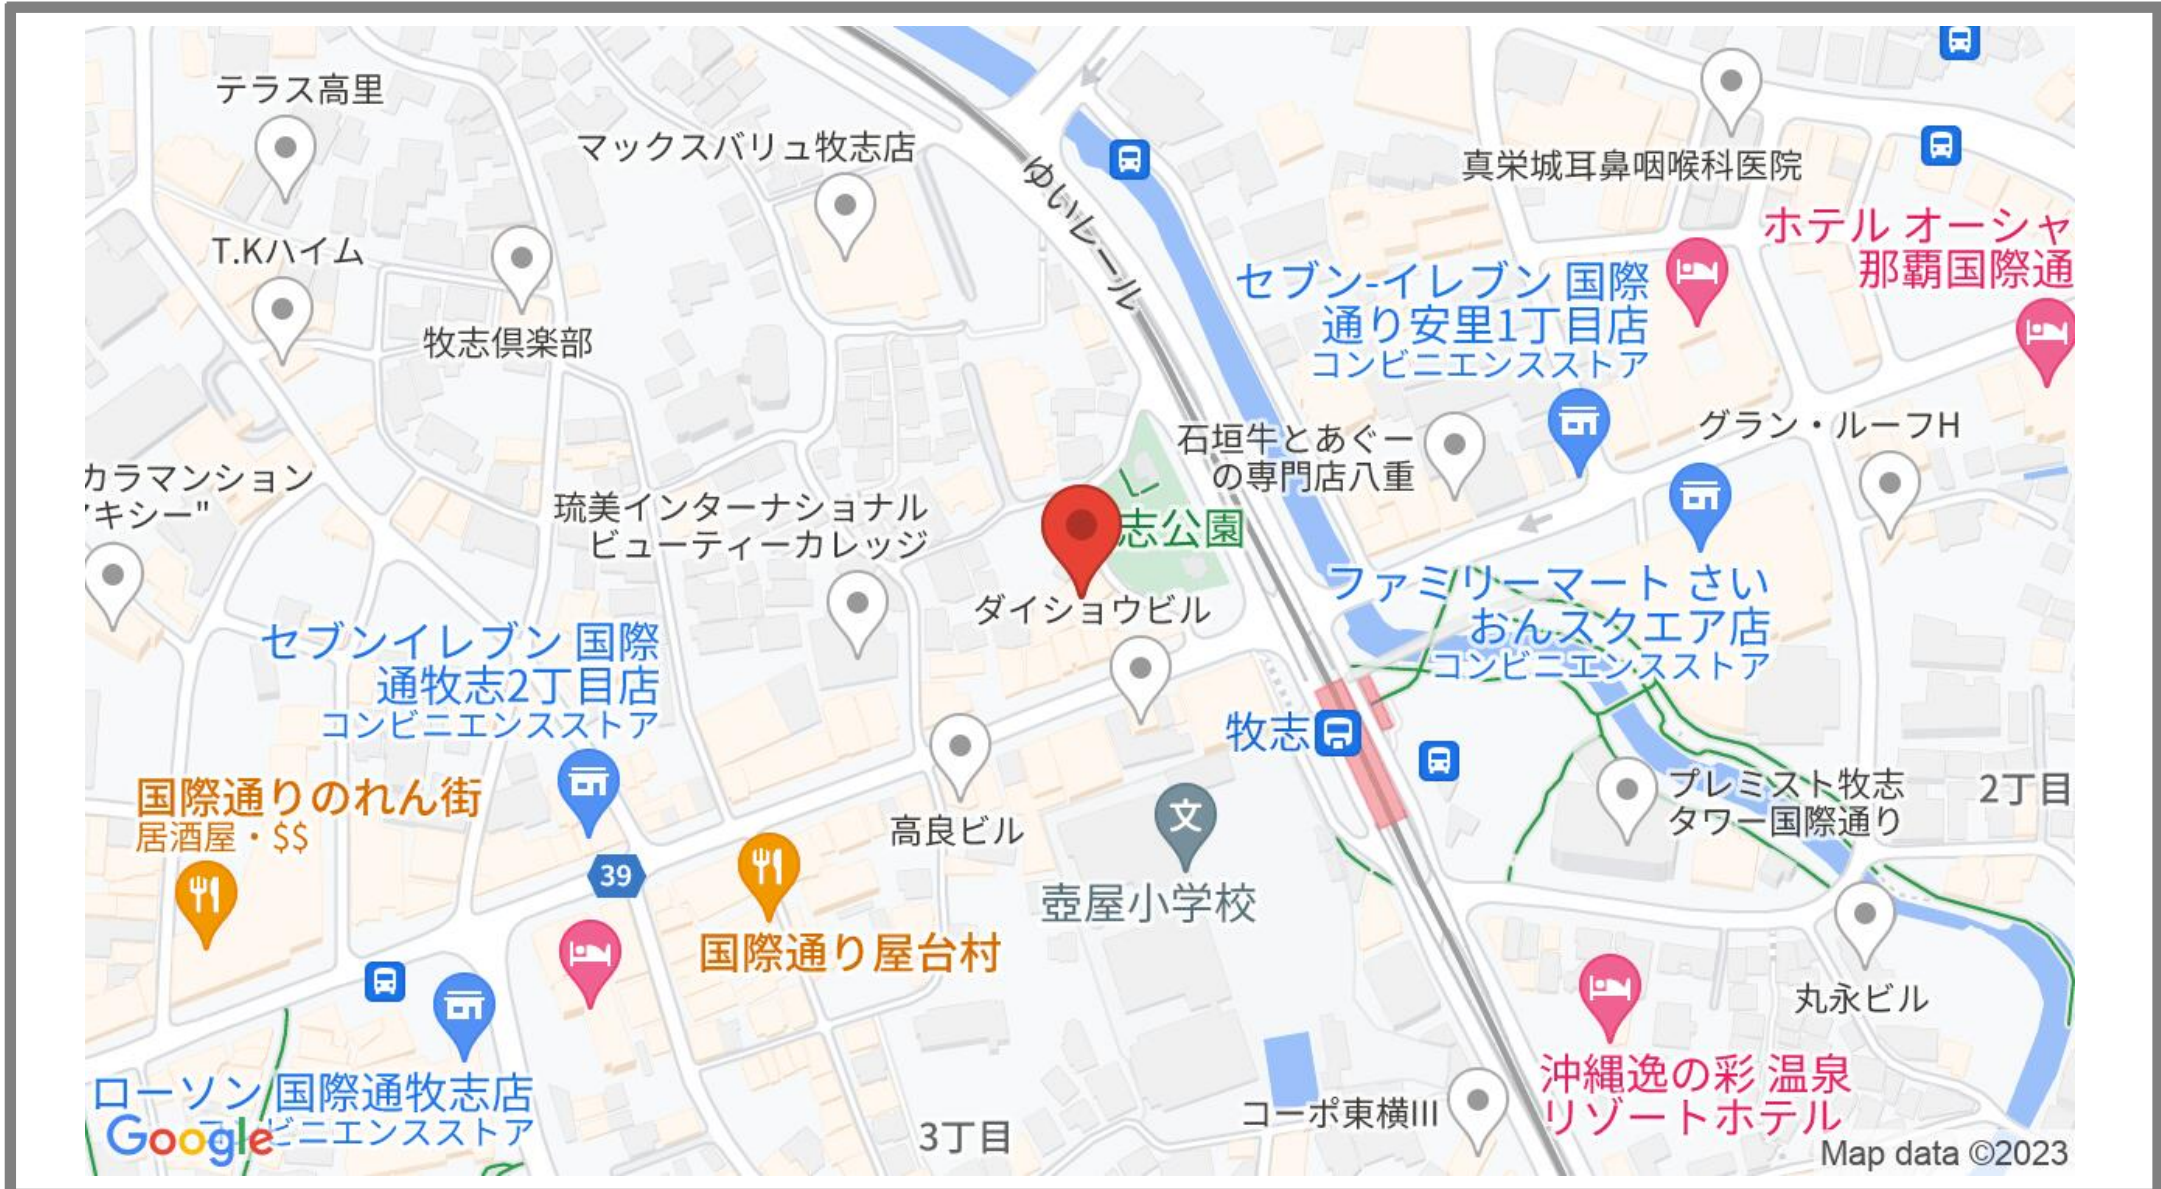 テラス高里
マックスバリュ牧志店
ゆいレール
真栄城耳鼻咽喉科医院
ホテル オーシャ
那覇国際通
T.Kハイム
牧志倶楽部
セブン-イレブン 国際
通り安里1丁目店
コンビニエンスストア
グラン・ルーフH
石垣牛とあぐー
の専門店八重
カラマンション
キシー"
琉美インターナショナル
ビューティーカレッジ
志公園
ダイショウビル
ファミリーマート さい
おんスクエア店
コンビニエンスストア
セブンイレブン 国際
通牧志2丁目店
コンビニエンスストア
牧志
国際通りのれん街
居酒屋・$$
高良ビル
プレミスト牧志
タワー国際通り
2丁目
39
文
壺屋小学校
国際通り屋台村
丸永ビル
沖縄逸の彩 温泉
リゾートホテル
ローソン 国際通牧志店
ビニエンスストア
コーポ東横III
3丁目
Google
Map data ©2023